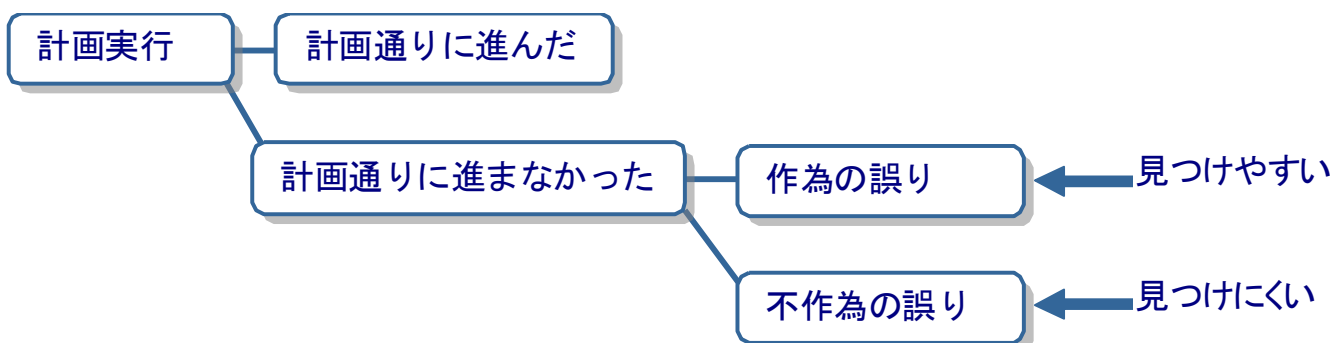 計画実行
計画通りに進んだ
計画通りに進まなかった
作為の誤り
見つけやすい
不作為の誤り
見つけにくい